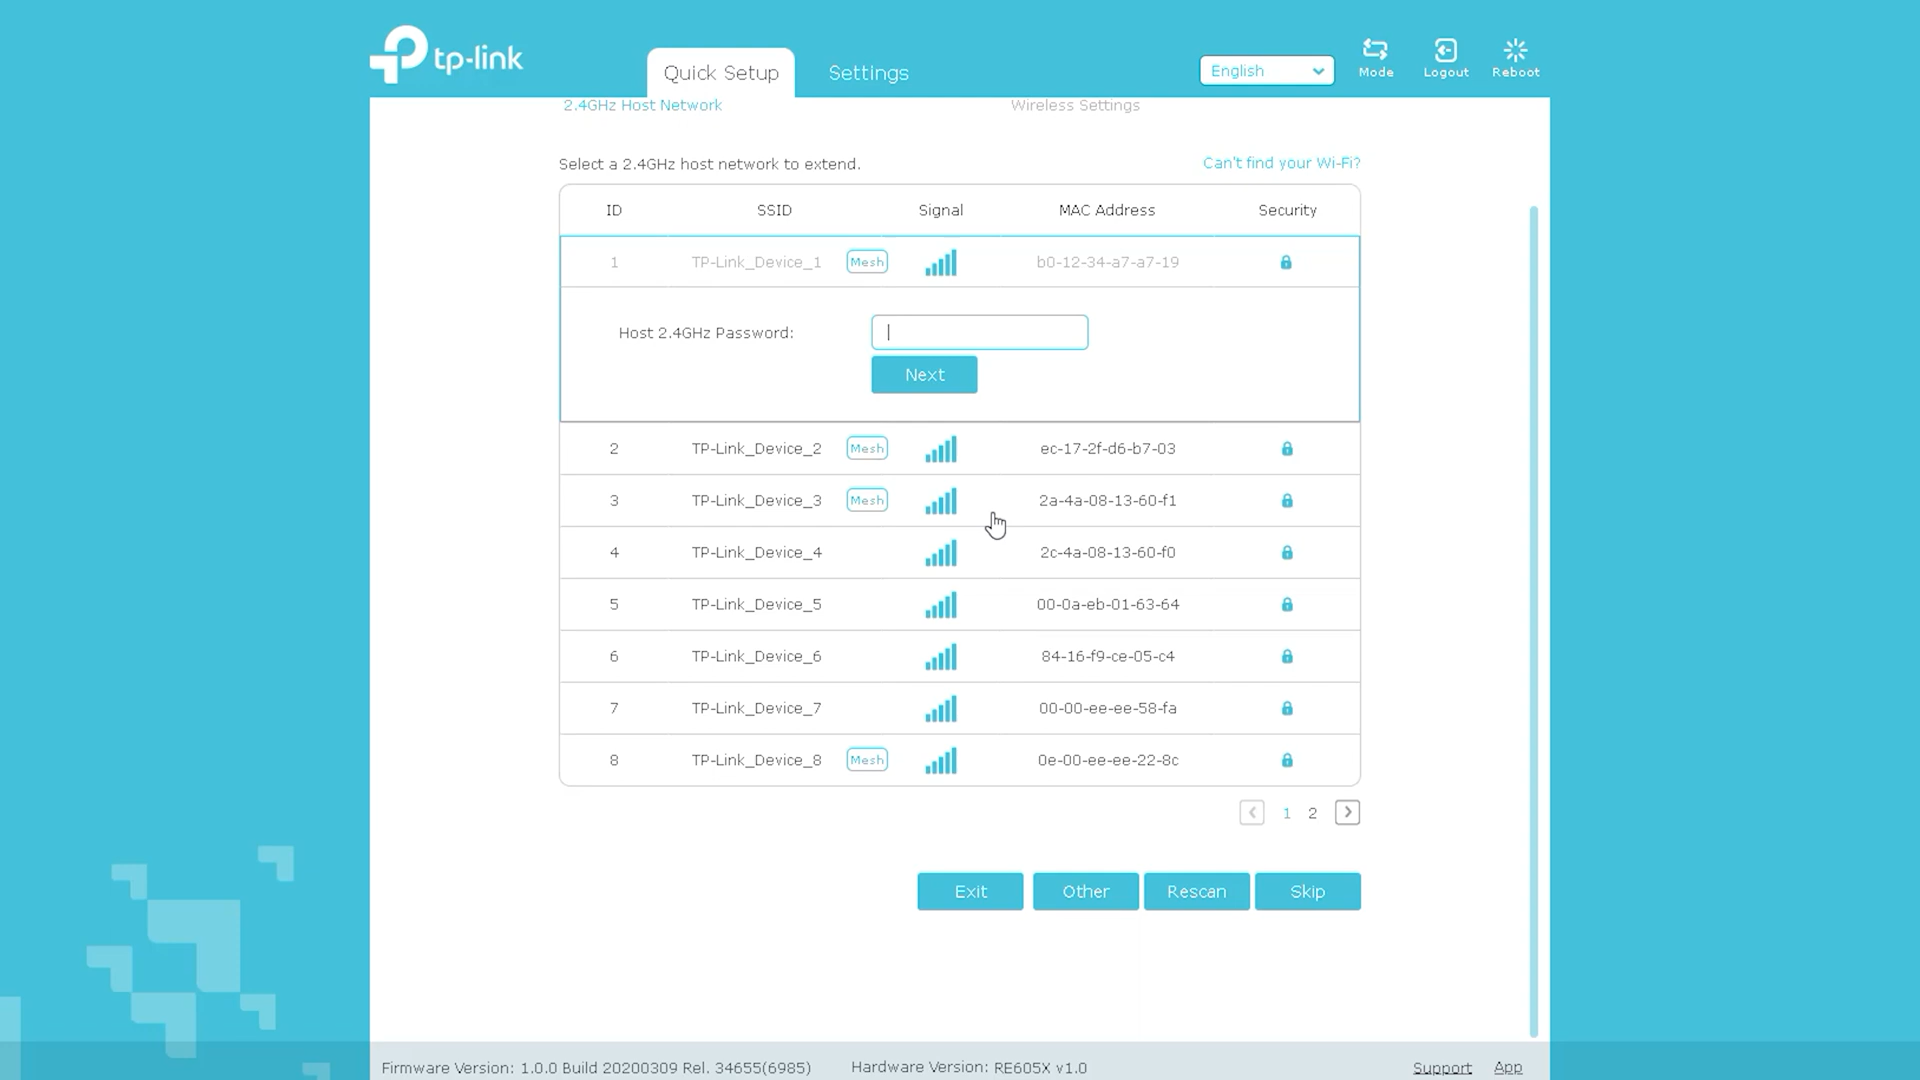 tp-link
Quick Setup
Settings
English
Mode
Logout
Reboot
2.4GHz Host Network
Wireless Settings
Select a 2.4GHz host network to extend.
Can't find your Wi-Fi?
ID SSID Signal MAC Address Security
1 TP-Link_Device_1 Mesh b0-12-34-a7-a7-19
Host 2.4GHz Password:
Next
2 TP-Link_Device_2 Mesh ec-17-2f-d6-b7-03
3 TP-Link_Device_3 Mesh 2a-4a-08-13-60-f1
4 TP-Link_Device_4 2c-4a-08-13-60-f0
5 TP-Link_Device_5 00-0a-eb-01-63-64
6 TP-Link_Device_6 84-16-f9-ce-05-c4
7 TP-Link_Device_7 00-00-ee-ee-58-fa
8 TP-Link_Device_8 Mesh 0e-00-ee-ee-22-8c
1 2
Exit Other Rescan Skip
Firmware Version: 1.0.0 Build 20200309 Rel. 34655(6985) Hardware Version: RE605X v1.0 Support App